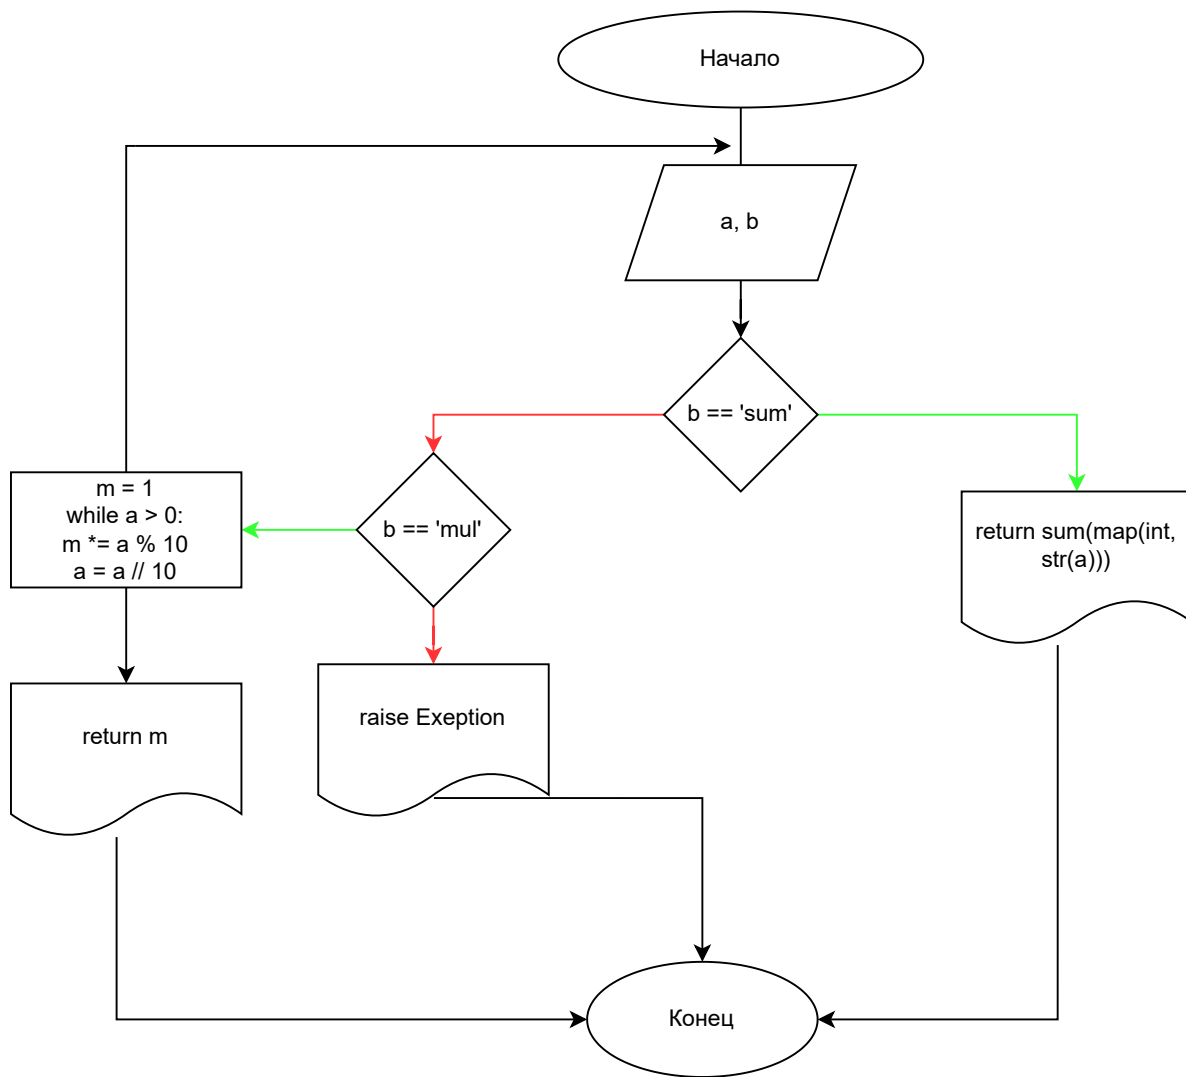 Начало
a, b
b == 'sum'
b == 'mul'
m = 1
while a > 0:
m *= a % 10
a = a // 10
return sum(map(int,
str(a)))
return m
raise Exeption
Конец